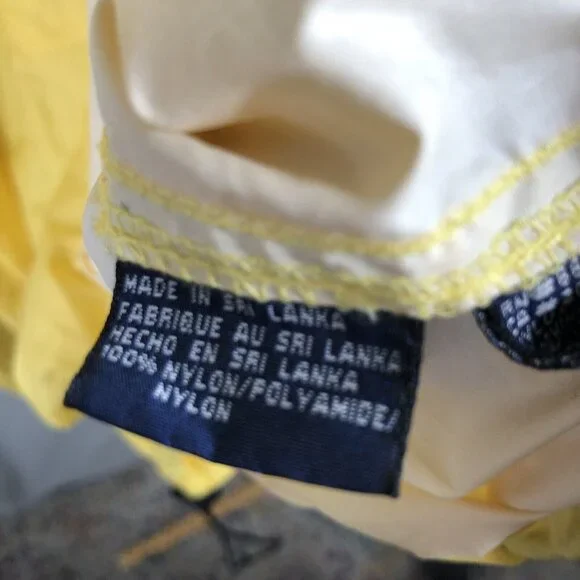 MADE IN SRI LANKA
FABRIQUE AU SRI LANKA
HECHO EN SRI LANKA
100% NYLON/POLYAMIDE/
NYLON